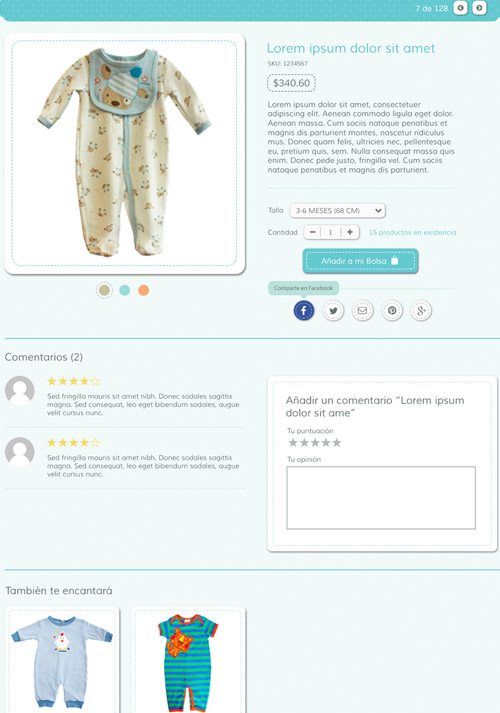 7 de 128
Lorem ipsum dolor sit amet
SKU: 1234567
$340.60
Lorem ipsum dolor sit amet, consectetuer
adipiscing elit. Aenean commodo ligula eget dolor.
Aenean massa. Cum sociis natoque penatibus et
magnis dis parturient montes, nascetur ridiculus
mus. Donec quam felis, ultricies nec, pellentesque
eu, pretium quis, sem. Nulla consequat massa quis
enim. Donec pede justo, fringilla vel. Cum sociis
natoque penatibus et magnis dis parturient.
Talla 3-6 MESES (68 CM)
Cantidad 1 15 productos en existencia
Añadir a mi Bolsa
Comparte en Facebook
Comentarios (2)
Sed fringilla mauris sit amet nibh. Donec sodales sagittis
magna. Sed consequat, leo eget bibendum sodales, augue
velit cursus nunc.
Sed fringilla mauris sit amet nibh. Donec sodales sagittis
magna. Sed consequat, leo eget bibendum sodales, augue
velit cursus nunc.
Añadir un comentario “Lorem ipsum
dolor sit ame”
Tu puntuación
Tu opinión
También te encantará